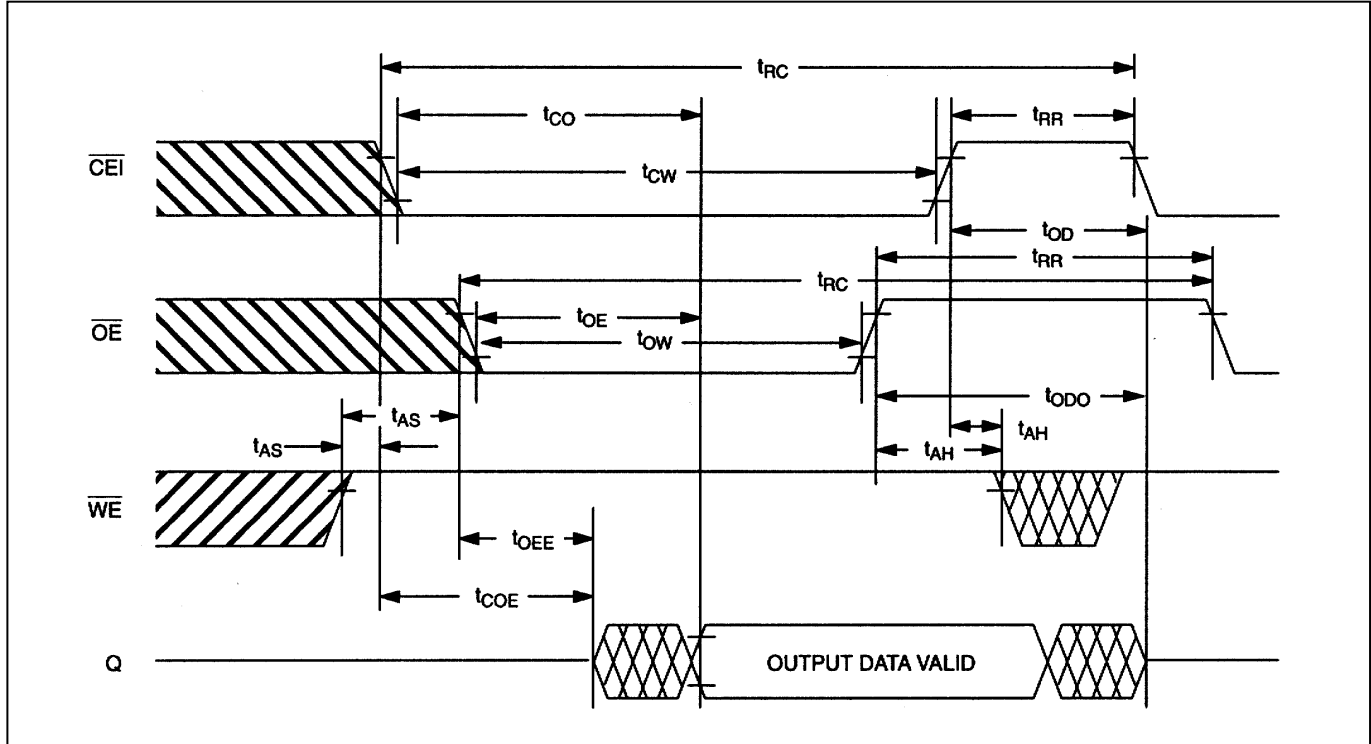 tRC
tCO
tRR
CEI
tCW
tOD
tRR
tRC
OE
tOE
tOW
tODO
tAS
tAH
tAS
tAH
WE
tOEE
tCOE
Q
OUTPUT DATA VALID